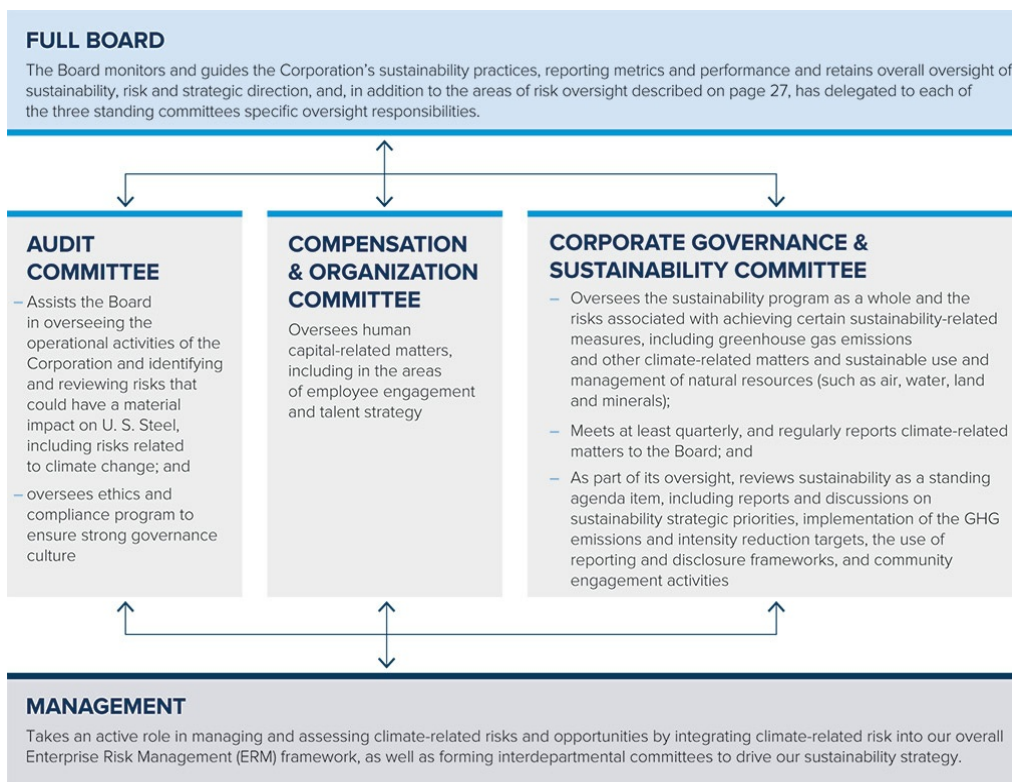 FULL BOARD
The Board monitors and guides the Corporation's sustainability practices, reporting metrics and performance and retains overall oversight of
sustainability, risk and strategic direction, and, in addition to the areas of risk oversight described on page 27, has delegated to each of
the three standing committees specific oversight responsibilities.
AUDIT
COMMITTEE
– Assists the Board
in overseeing the
operational activities of the
Corporation and identifying
and reviewing risks that
could have a material
impact on U. S. Steel,
including risks related
to climate change; and
– oversees ethics and
compliance program to
ensure strong governance
culture
COMPENSATION
& ORGANIZATION
COMMITTEE
Oversees human
capital-related matters,
including in the areas
of employee engagement
and talent strategy
CORPORATE GOVERNANCE &
SUSTAINABILITY COMMITTEE
– Oversees the sustainability program as a whole and the
risks associated with achieving certain sustainability-related
measures, including greenhouse gas emissions
and other climate-related matters and sustainable use and
management of natural resources (such as air, water, land
and minerals);
– Meets at least quarterly, and regularly reports climate-related
matters to the Board; and
– As part of its oversight, reviews sustainability as a standing
agenda item, including reports and discussions on
sustainability strategic priorities, implementation of the GHG
emissions and intensity reduction targets, the use of
reporting and disclosure frameworks, and community
engagement activities
MANAGEMENT
Takes an active role in managing and assessing climate-related risks and opportunities by integrating climate-related risk into our overall
Enterprise Risk Management (ERM) framework, as well as forming interdepartmental committees to drive our sustainability strategy.